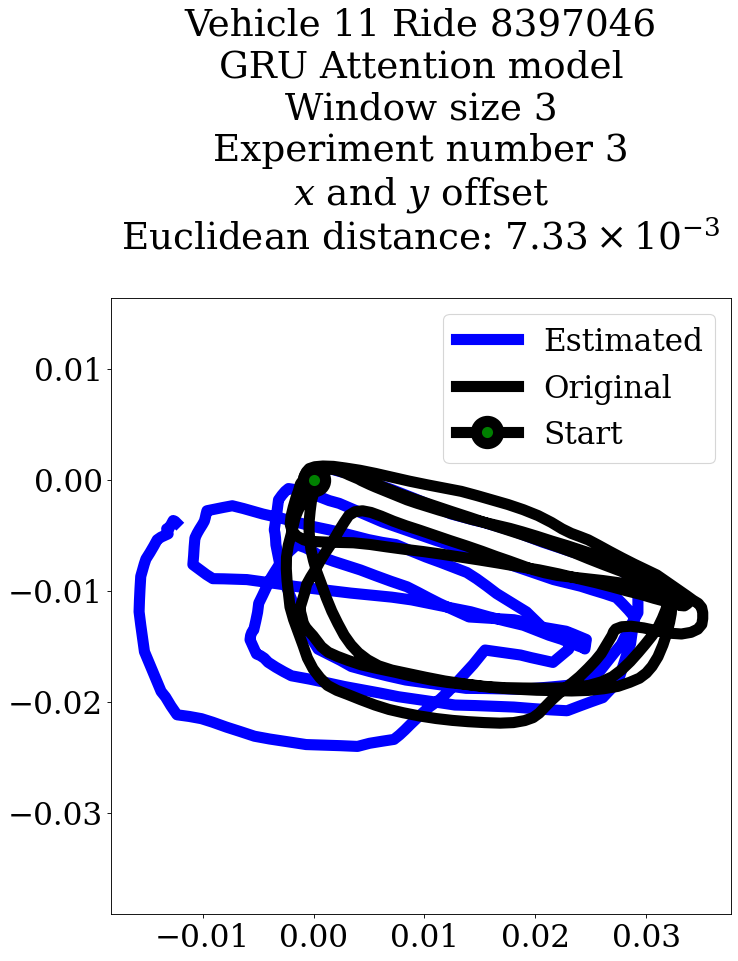 Vehicle 11 Ride 8397046
GRU Attention model
Window size 3
Experiment number 3
x and y offset
Euclidean distance: 7.33 × 10⁻³
Estimated
Original
Start
0.01
0.00
−0.01
−0.02
−0.03
−0.01 0.00 0.01 0.02 0.03